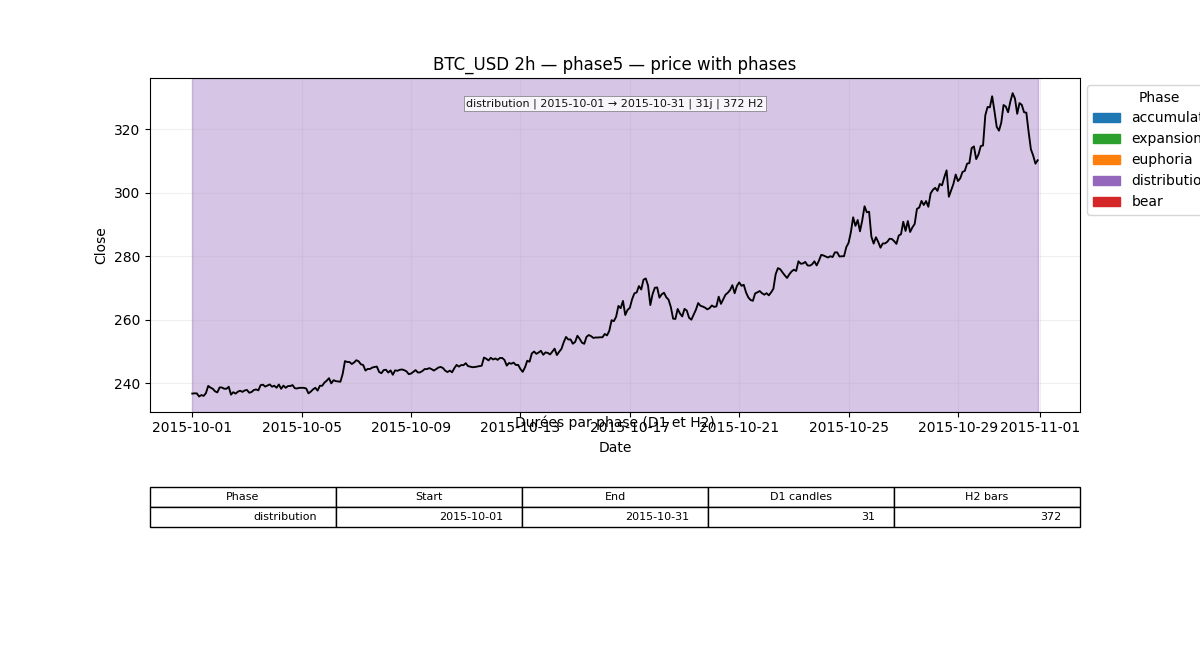 BTC_USD 2h — phase5 — price with phases
distribution | 2015-10-01 → 2015-10-31 | 31j | 372 H2
Phase
accumulat
expansion
euphoria
distributio
bear
Close
320
300
280
260
240
2015-10-01 2015-10-05 2015-10-09 2015-10-13 2015-10-17 2015-10-21 2015-10-25 2015-10-29 2015-11-01
Durées par phase (D1 et H2)
Date
Phase Start End D1 candles H2 bars
distribution 2015-10-01 2015-10-31 31 372